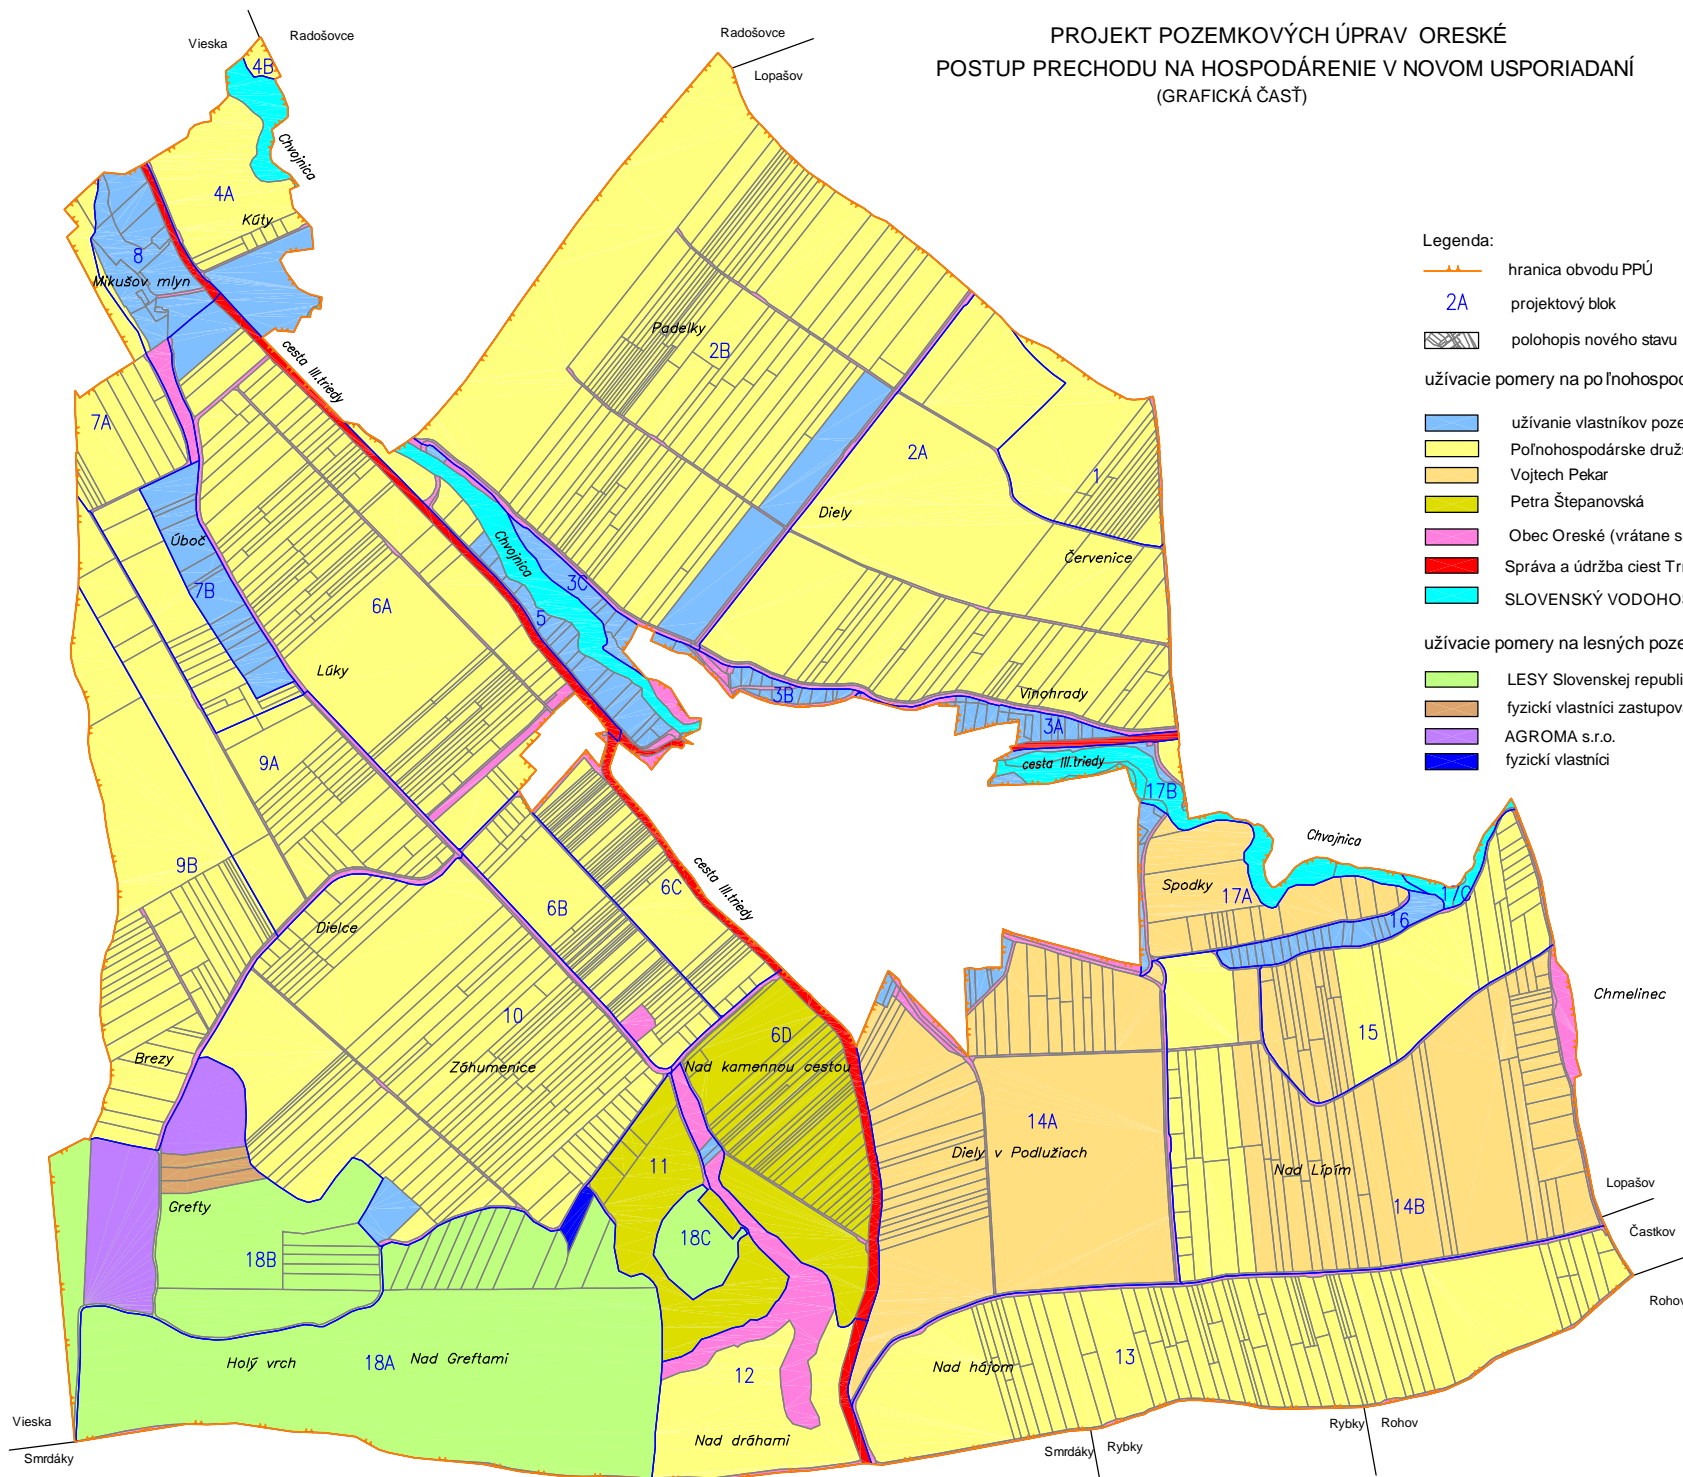 PROJEKT POZEMKOVÝCH ÚPRAV ORESKÉ
POSTUP PRECHODU NA HOSPODÁRENIE V NOVOM USPORIADANÍ
(GRAFICKÁ ČASŤ)
Vieska
Radošovce
Radošovce
Lopašov
4B
Chvojnica
4A
Kúty
8
Mikušov mlyn
cesta III.triedy
Padelky
2B
7A
2A
1
Diely
Červenice
Úboč
7B
6A
Chvojnica
3C
5
Lúky
3B
Vinohrady
3A
cesta III.triedy
17B
9A
9B
6C
cesta III.triedy
6B
Dielce
Chvojnica
Spodky
17A
17C
16
Chmelinec
10
6D
15
Brezy
Záhumenice
Nad kamennou cestou
14A
Diely v Podlužiach
11
Nad Lipím
14B
Grefty
18B
18C
Lopašov
Častkov
Rohov
Holý vrch
18A
Nad Greftami
12
Nad hájom
13
Nad dráhami
Vieska
Smrdáky
Smrdáky
Rybky
Rybky
Rohov
Legenda:
hranica obvodu PPÚ
2A
projektový blok
polohopis nového stavu
užívacie pomery na poľnohospod
užívanie vlastníkov poze
Poľnohospodárske druž
Vojtech Pekar
Petra Štepanovská
Obec Oreské (vrátane s
Správa a údržba ciest Tr
SLOVENSKÝ VODOHO
užívacie pomery na lesných poze
LESY Slovenskej republi
fyzickí vlastníci zastupov
AGROMA s.r.o.
fyzickí vlastníci